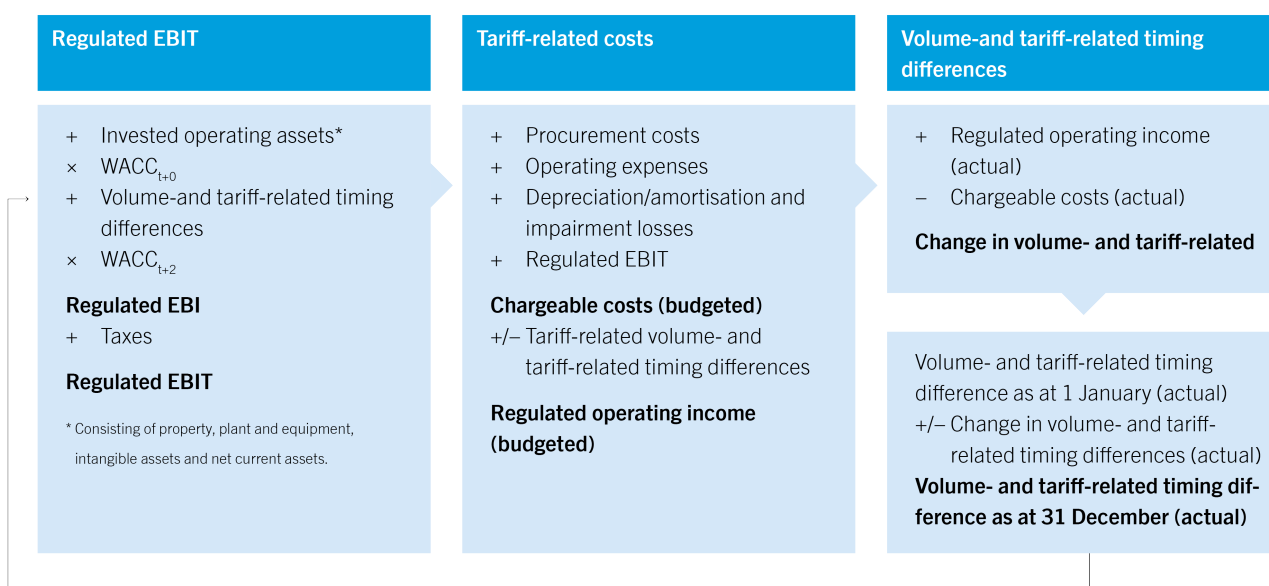 Regulated EBIT
+ Invested operating assets*
× WACCt+0
+ Volume-and tariff-related timing
differences
× WACCt+2
Regulated EBI
+ Taxes
Regulated EBIT
* Consisting of property, plant and equipment,
intangible assets and net current assets.
Tariff-related costs
+ Procurement costs
+ Operating expenses
+ Depreciation/amortisation and
impairment losses
+ Regulated EBIT
Chargeable costs (budgeted)
+/– Tariff-related volume- and
tariff-related timing differences
Regulated operating income
(budgeted)
Volume-and tariff-related timing
differences
+ Regulated operating income
(actual)
– Chargeable costs (actual)
Change in volume- and tariff-related
Volume- and tariff-related timing
difference as at 1 January (actual)
+/– Change in volume- and tariff-
related timing differences (actual)
Volume- and tariff-related timing dif-
ference as at 31 December (actual)